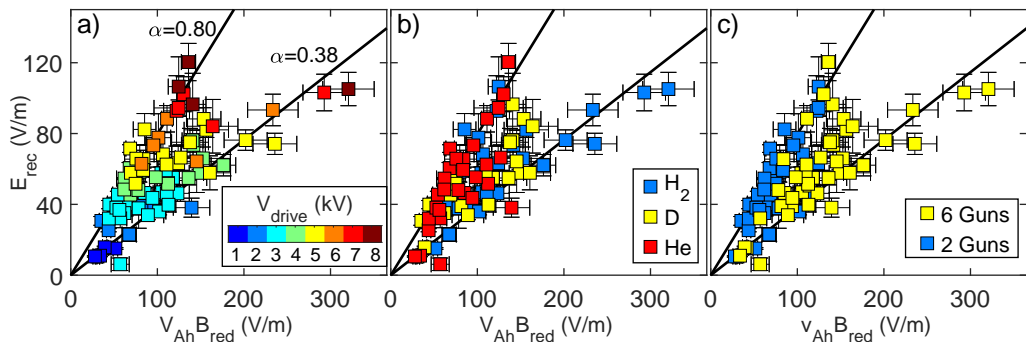 a)
α=0.80
α=0.38
E_rec (V/m)
120
80
40
0
V_drive (kV)
1 2 3 4 5 6 7 8
0 100 200 300
V_Ah B_red (V/m)
b)
H_2
D
He
0 100 200 300
V_Ah B_red (V/m)
c)
6 Guns
2 Guns
0 100 200 300
v_Ah B_red (V/m)